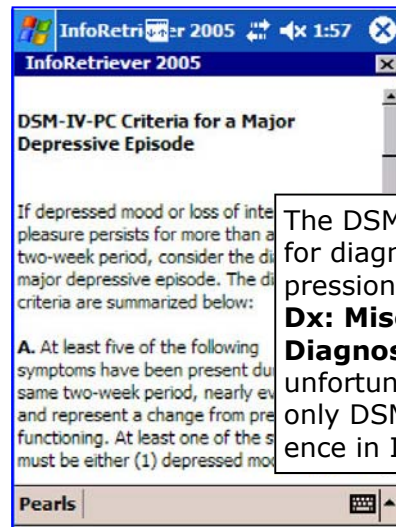 InfoRetri er 2005 1:57
InfoRetriever 2005
DSM-IV-PC Criteria for a Major
Depressive Episode
If depressed mood or loss of inte
pleasure persists for more than a
two-week period, consider the di
major depressive episode. The di
criteria are summarized below:
A. At least five of the following
symptoms have been present du
same two-week period, nearly ev
and represent a change from pre
functioning. At least one of the s
must be either (1) depressed moo
The DSM
for diagn
pression
Dx: Mis
Diagnos
unfortun
only DSM
ence in I
Pearls